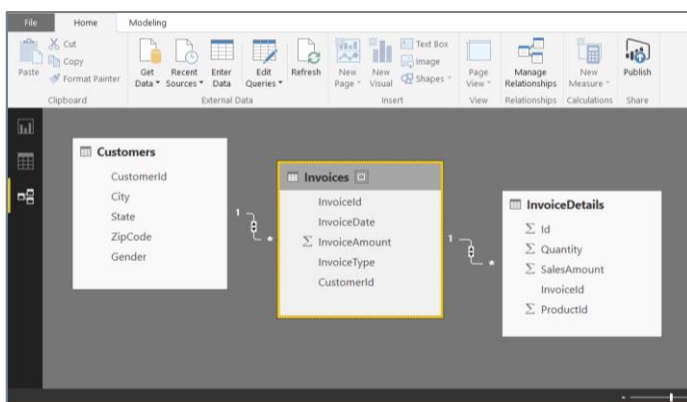 File Home Modeling
Cut
Copy
Format Painter
Paste
Get Data
Recent Sources
Enter Data
Edit Queries
Refresh
New Page
New Visual
Text Box
Image
Shapes
Page View
Manage Relationships
New Measure
Publish
Clipboard External Data Insert View Relationships Calculations Share
Customers
CustomerId
City
State
ZipCode
Gender
1
*
Invoices
InvoiceId
InvoiceDate
Σ InvoiceAmount
InvoiceType
CustomerId
1
*
InvoiceDetails
Σ Id
Σ Quantity
Σ SalesAmount
InvoiceId
Σ ProductId